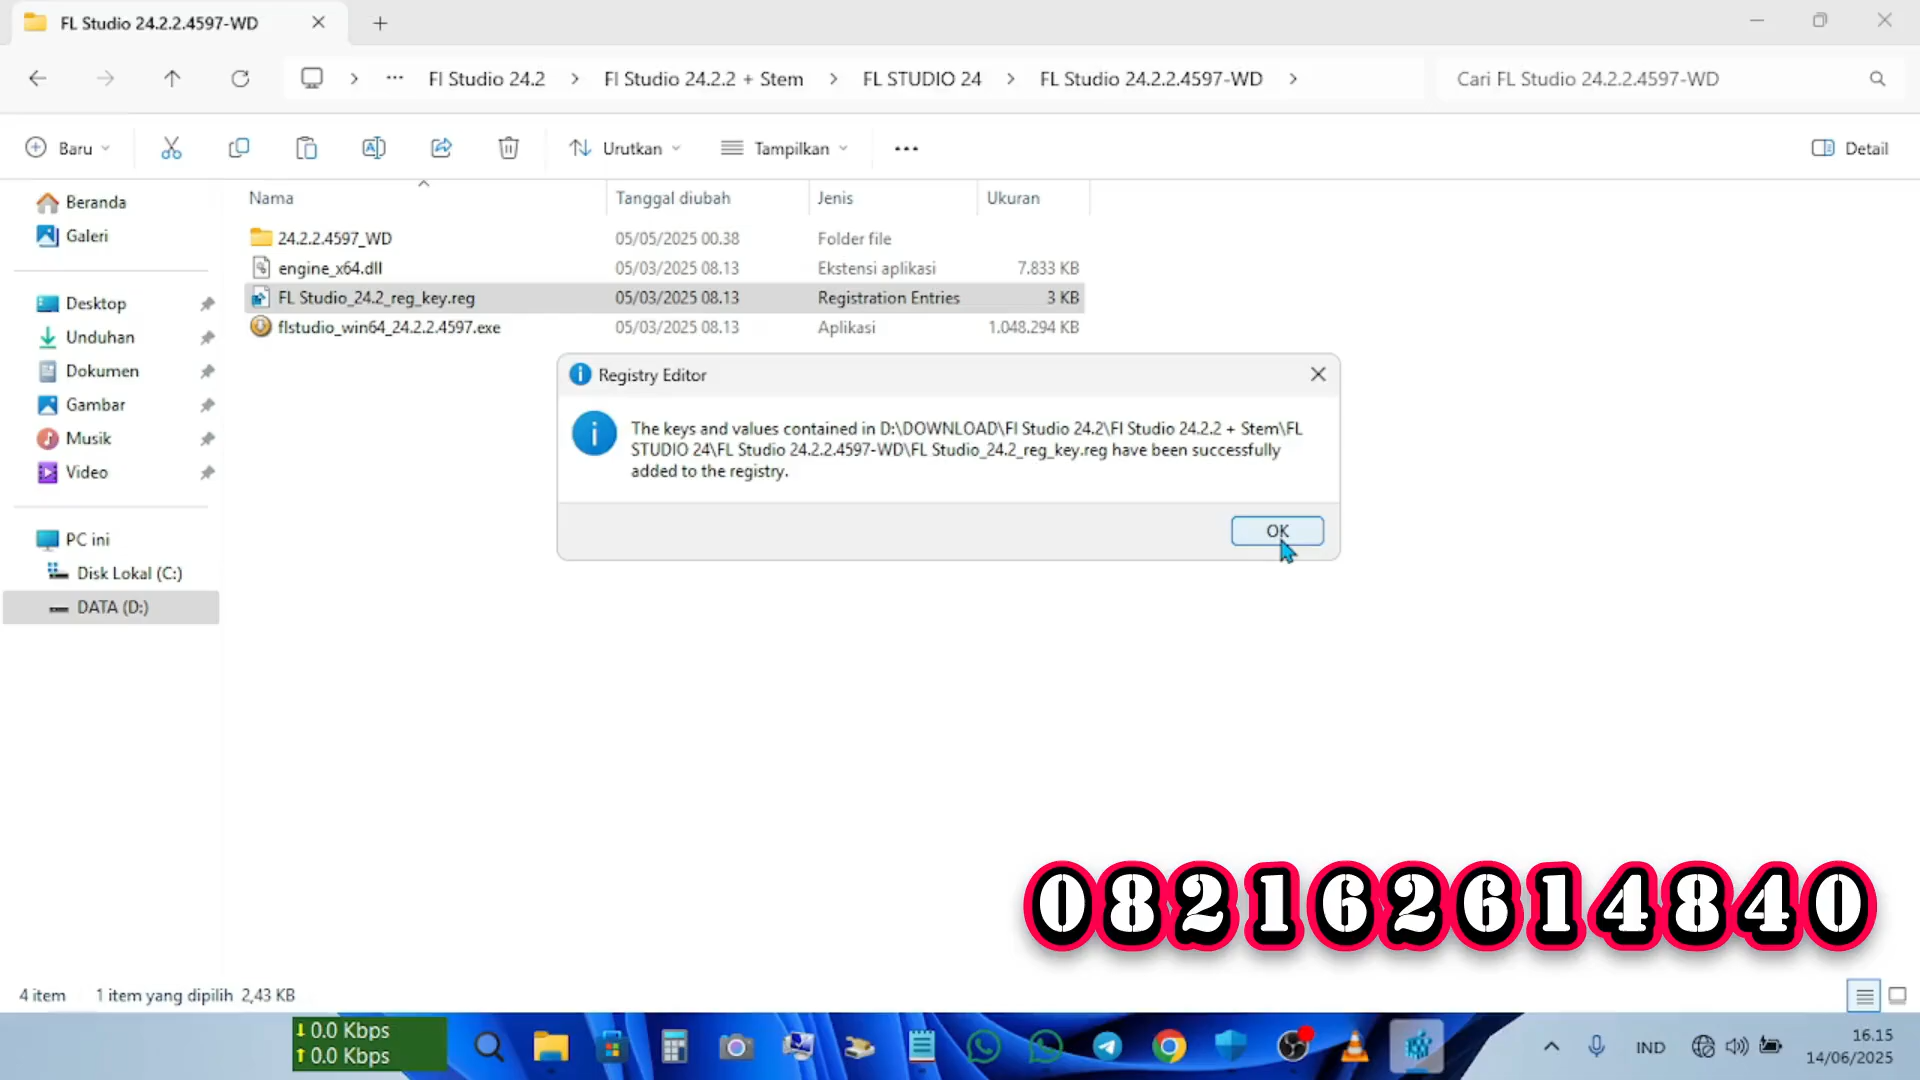 FL Studio 24.2.2.4597-WD
Fl Studio 24.2 > Fl Studio 24.2.2 + Stem > FL STUDIO 24 > FL Studio 24.2.2.4597-WD >
Cari FL Studio 24.2.2.4597-WD
Baru
Urutkan
Tampilkan
Detail
Nama Tanggal diubah Jenis Ukuran
24.2.2.4597_WD 05/05/2025 00.38 Folder file
engine_x64.dll 05/03/2025 08.13 Ekstensi aplikasi 7.833 KB
FL Studio_24.2_reg_key.reg 05/03/2025 08.13 Registration Entries 3 KB
flstudio_win64_24.2.2.4597.exe 05/03/2025 08.13 Aplikasi 1.048.294 KB
Beranda
Galeri
Desktop
Unduhan
Dokumen
Gambar
Musik
Video
PC ini
Disk Lokal (C:)
DATA (D:)
Registry Editor
The keys and values contained in D:\DOWNLOAD\Fl Studio 24.2\Fl Studio 24.2.2 + Stem\FL
STUDIO 24\FL Studio 24.2.2.4597-WD\FL Studio_24.2_reg_key.reg have been successfully
added to the registry.
OK
082162614840
4 item 1 item yang dipilih 2,43 KB
0.0 Kbps
0.0 Kbps
IND
16.15
14/06/2025